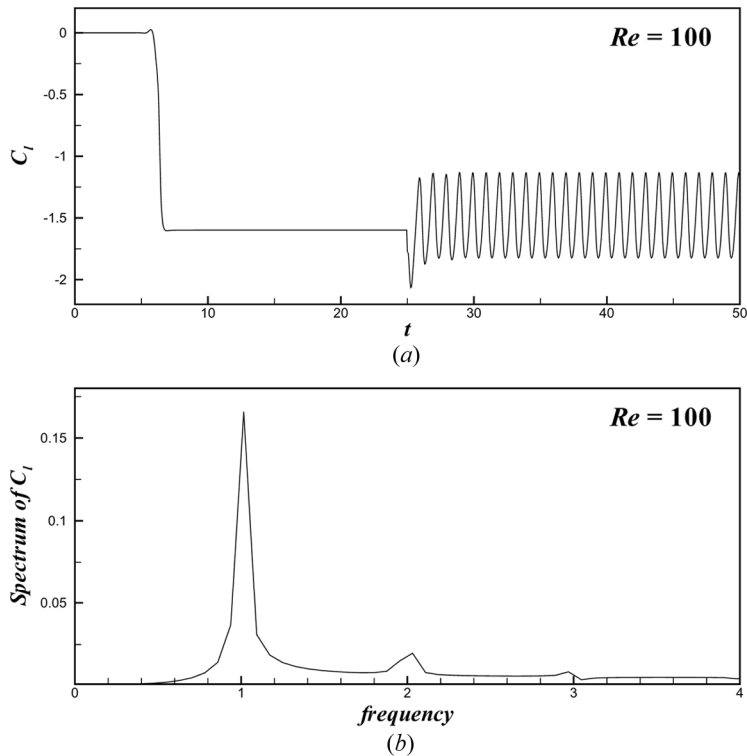 0
-0.5
-1
-1.5
-2
C_l
Re = 100
0 10 20 30 40 50
t
(a)
0.15
0.1
0.05
Spectrum of C_l
Re = 100
0 1 2 3 4
frequency
(b)